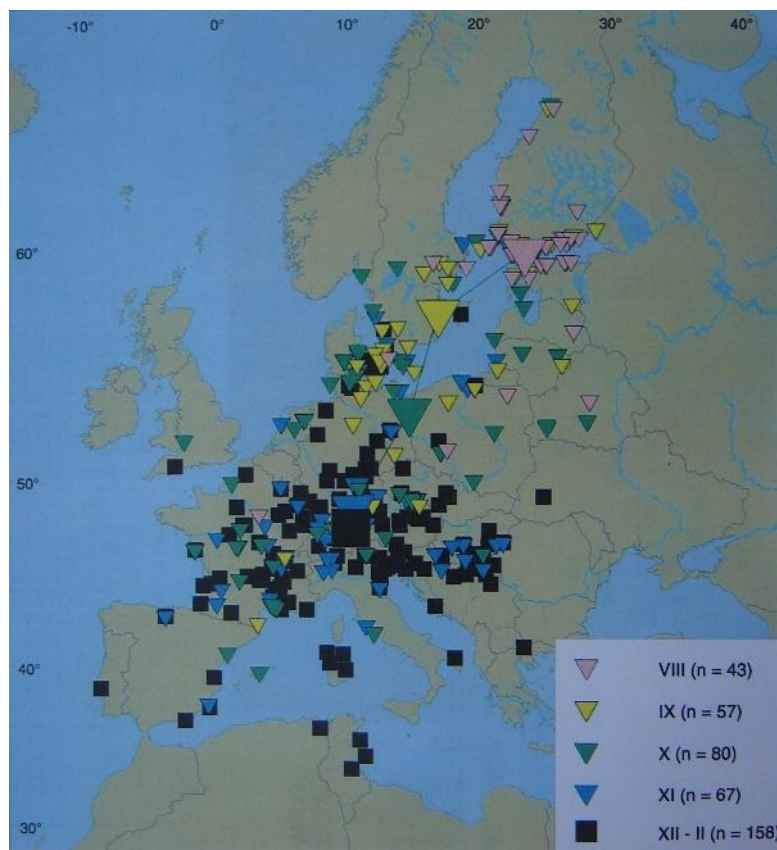 -10° 0° 10° 20° 30° 40°
60°
50°
40°
30°
VIII (n = 43)
IX (n = 57)
X (n = 80)
XI (n = 67)
XII - II (n = 158)